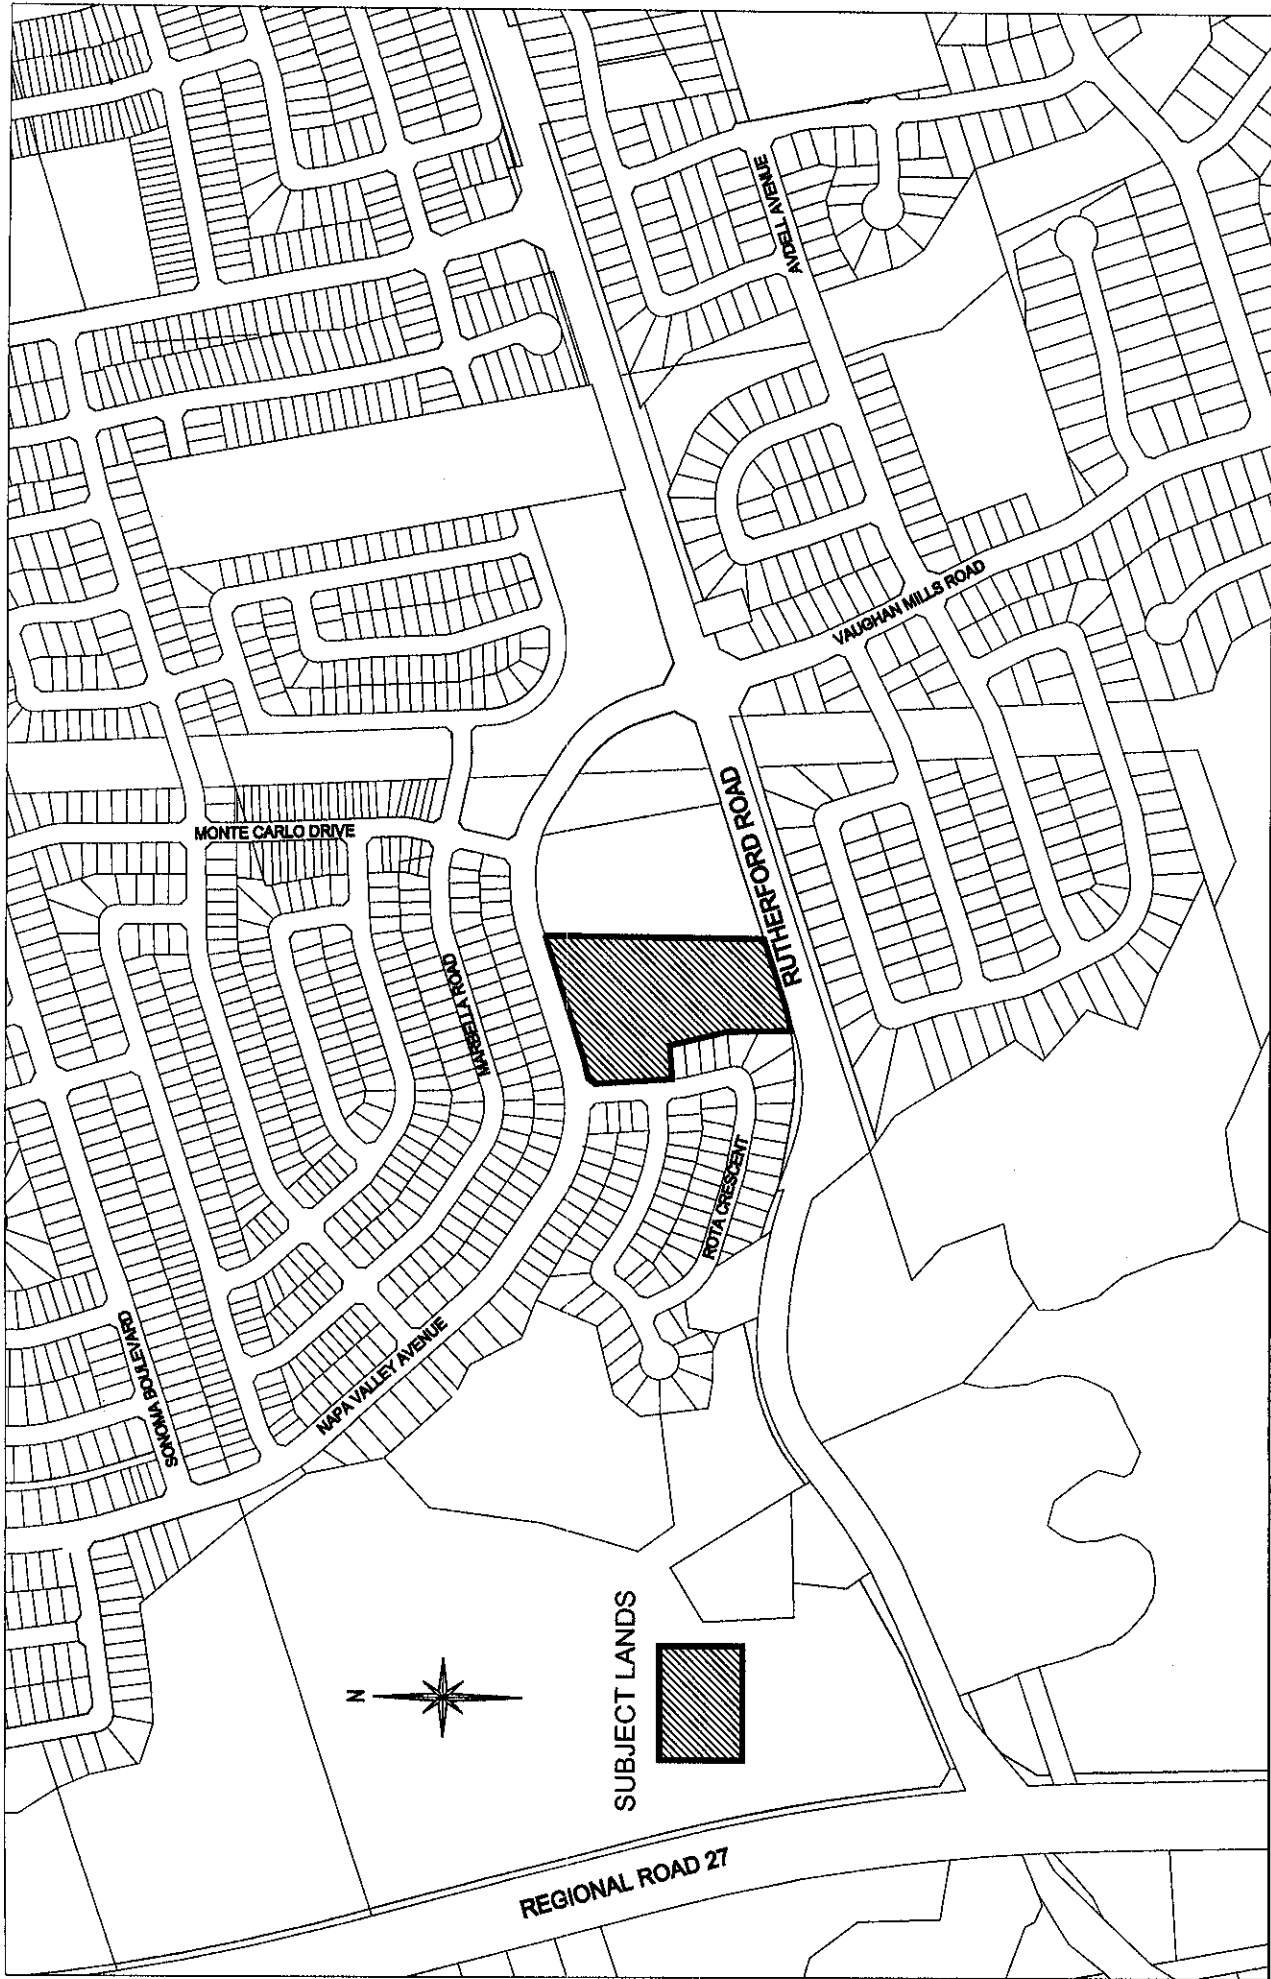 AVDELL AVENUE
VAUGHAN MILLS ROAD
MONTE CARLO DRIVE
RUTHERFORD ROAD
MARBELLA ROAD
ROTA CRESCENT
SONOMA BOULEVARD
NAPA VALLEY AVENUE
N
SUBJECT LANDS
REGIONAL ROAD 27